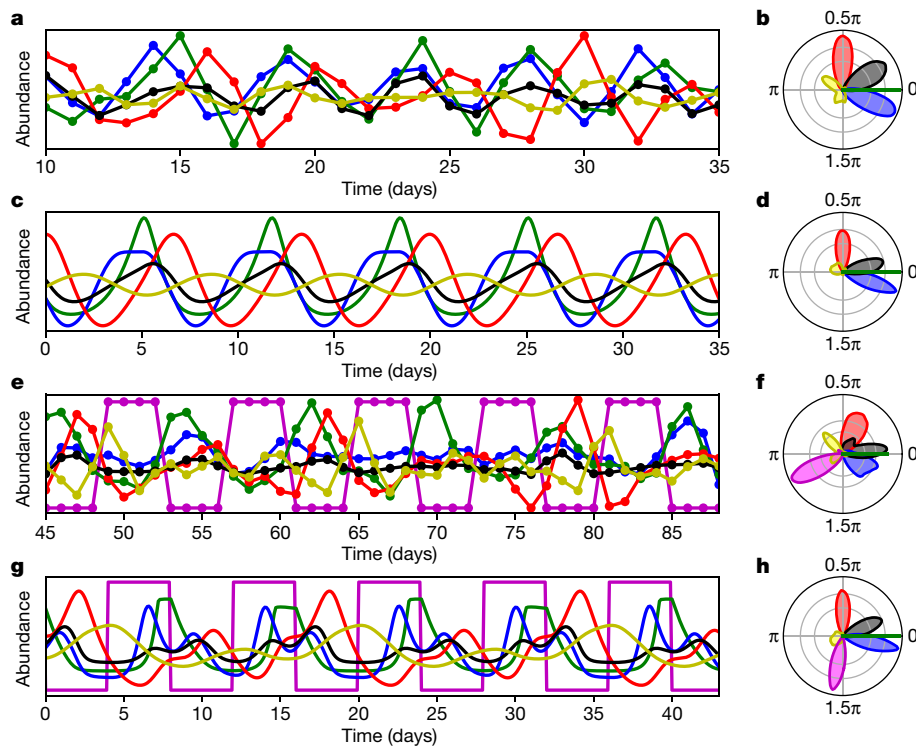 a
Abundance
10 15 20 25 30 35
Time (days)
b
0.5π
π 0
1.5π
c
Abundance
0 5 10 15 20 25 30 35
Time (days)
d
0.5π
π 0
1.5π
e
Abundance
45 50 55 60 65 70 75 80 85
Time (days)
f
0.5π
π 0
1.5π
g
Abundance
0 5 10 15 20 25 30 35 40
Time (days)
h
0.5π
π 0
1.5π